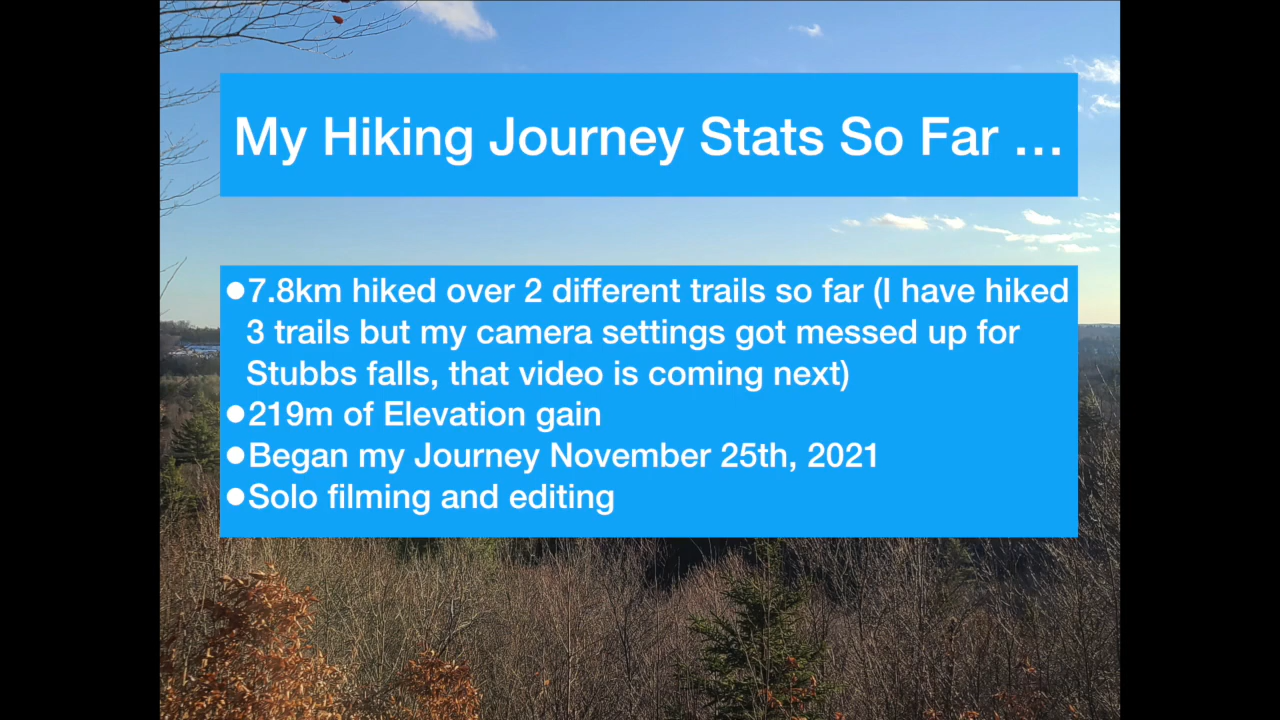 My Hiking Journey Stats So Far ...
●7.8km hiked over 2 different trails so far (I have hiked
3 trails but my camera settings got messed up for
Stubbs falls, that video is coming next)
●219m of Elevation gain
●Began my Journey November 25th, 2021
●Solo filming and editing